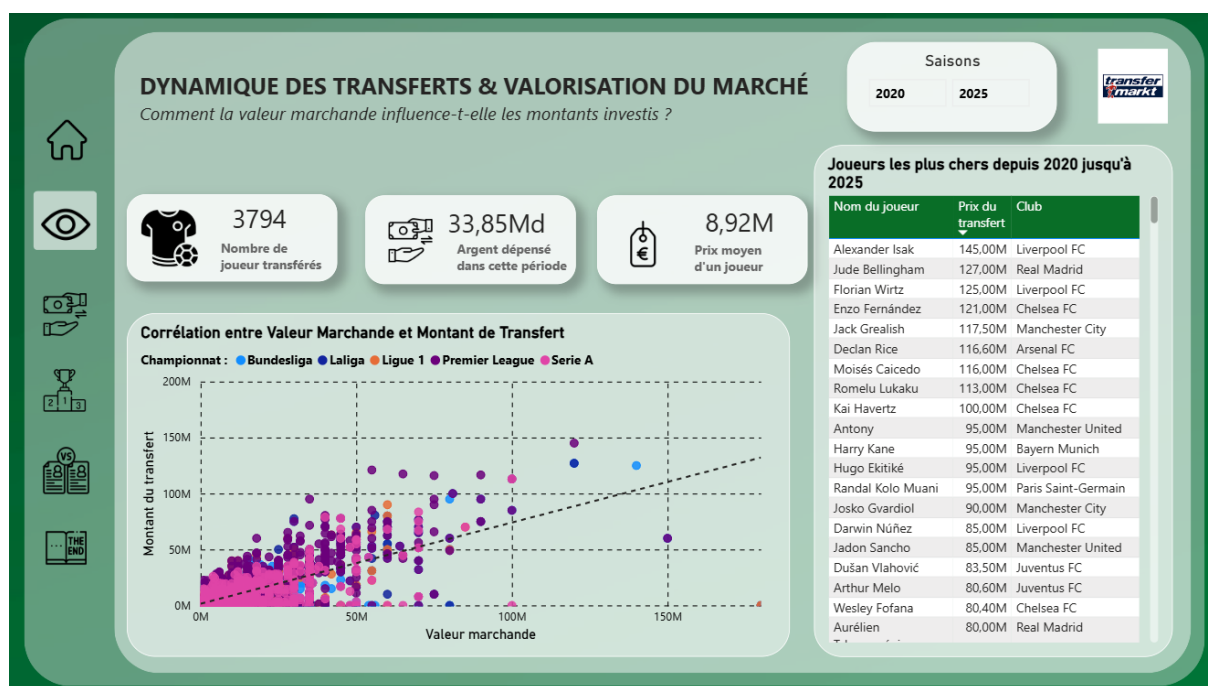 DYNAMIQUE DES TRANSFERTS & VALORISATION DU MARCHÉ
Comment la valeur marchande influence-t-elle les montants investis ?
Saisons
2020 2025
transfer
markt
3794
Nombre de
joueur transférés
33,85Md
Argent dépensé
dans cette période
8,92M
Prix moyen
d'un joueur
Corrélation entre Valeur Marchande et Montant de Transfert
Championnat : Bundesliga Laliga Ligue 1 Premier League Serie A
200M
150M
100M
50M
0M
Montant du transfert
0M 50M 100M 150M
Valeur marchande
Joueurs les plus chers depuis 2020 jusqu'à
2025
Nom du joueur Prix du transfert Club
Alexander Isak 145,00M Liverpool FC
Jude Bellingham 127,00M Real Madrid
Florian Wirtz 125,00M Liverpool FC
Enzo Fernández 121,00M Chelsea FC
Jack Grealish 117,50M Manchester City
Declan Rice 116,60M Arsenal FC
Moisés Caicedo 116,00M Chelsea FC
Romelu Lukaku 113,00M Chelsea FC
Kai Havertz 100,00M Chelsea FC
Antony 95,00M Manchester United
Harry Kane 95,00M Bayern Munich
Hugo Ekitiké 95,00M Liverpool FC
Randal Kolo Muani 95,00M Paris Saint-Germain
Josko Gvardiol 90,00M Manchester City
Darwin Núñez 85,00M Liverpool FC
Jadon Sancho 85,00M Manchester United
Dušan Vlahović 83,50M Juventus FC
Arthur Melo 80,60M Juventus FC
Wesley Fofana 80,40M Chelsea FC
Aurélien 80,00M Real Madrid
2 1 3
VS
THE
END